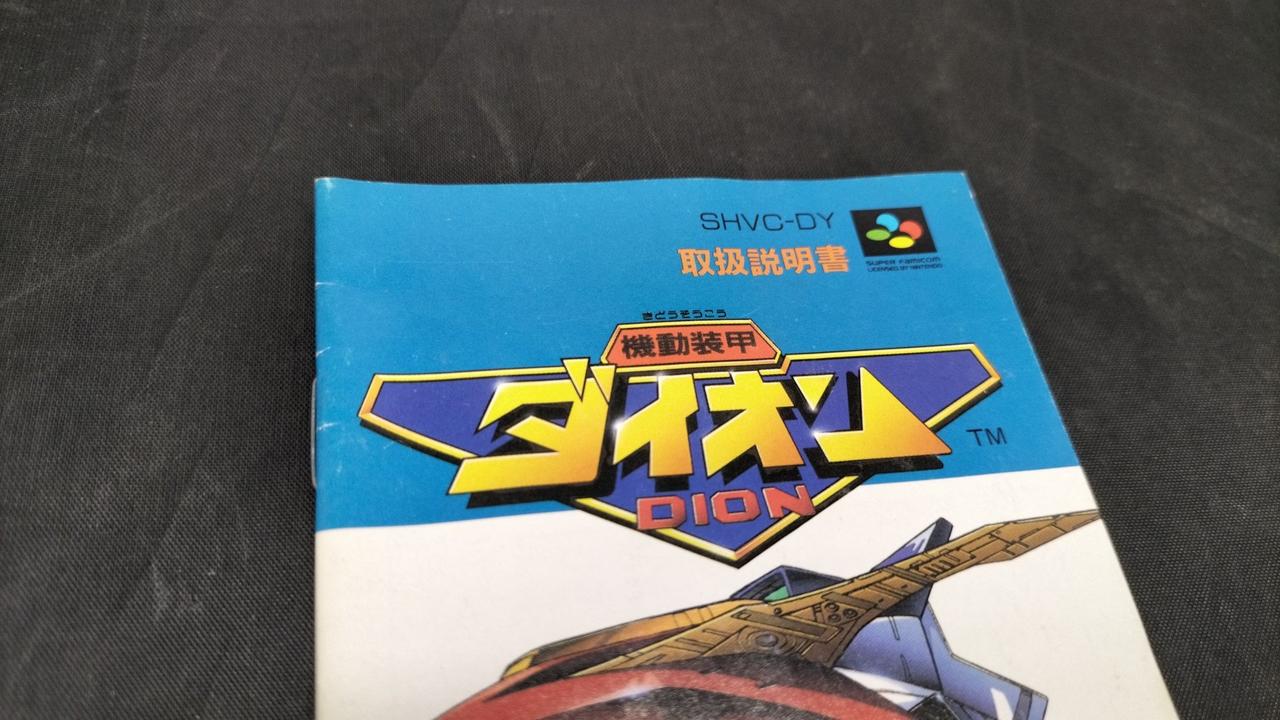 SHVC-DY
取扱説明書
SUPER FAMICOM
LICENSED BY NINTENDO
きどうそうこう
機動装甲
ダイオン
TM
DION